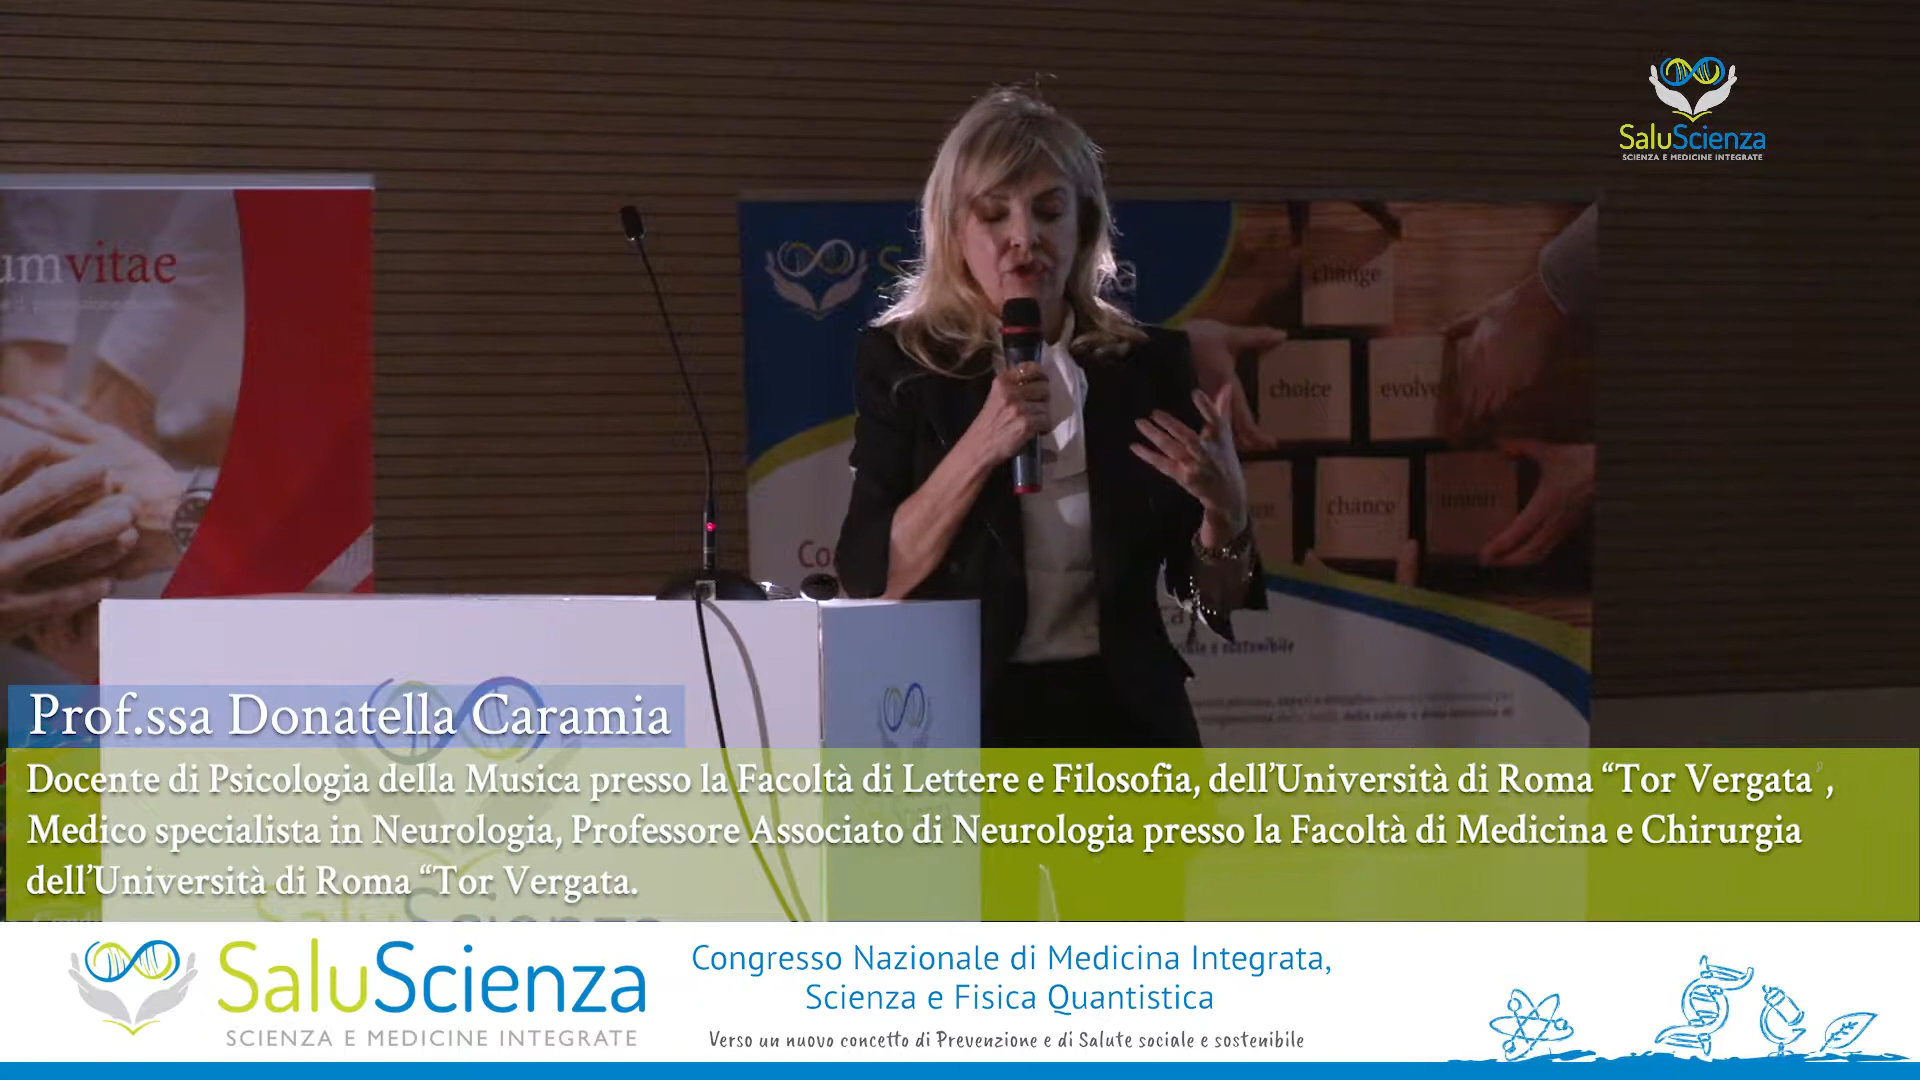 SaluScienza
SCIENZA E MEDICINE INTEGRATE
umvitae
change
choice
evolve
chance
Co
sociale e sostenibile
Prof.ssa Donatella Caramia
Docente di Psicologia della Musica presso la Facoltà di Lettere e Filosofia, dell’Università di Roma “Tor Vergata”,
Medico specialista in Neurologia, Professore Associato di Neurologia presso la Facoltà di Medicina e Chirurgia
dell’Università di Roma “Tor Vergata.
SaluScienza
SCIENZA E MEDICINE INTEGRATE
Congresso Nazionale di Medicina Integrata,
Scienza e Fisica Quantistica
Verso un nuovo concetto di Prevenzione e di Salute sociale e sostenibile